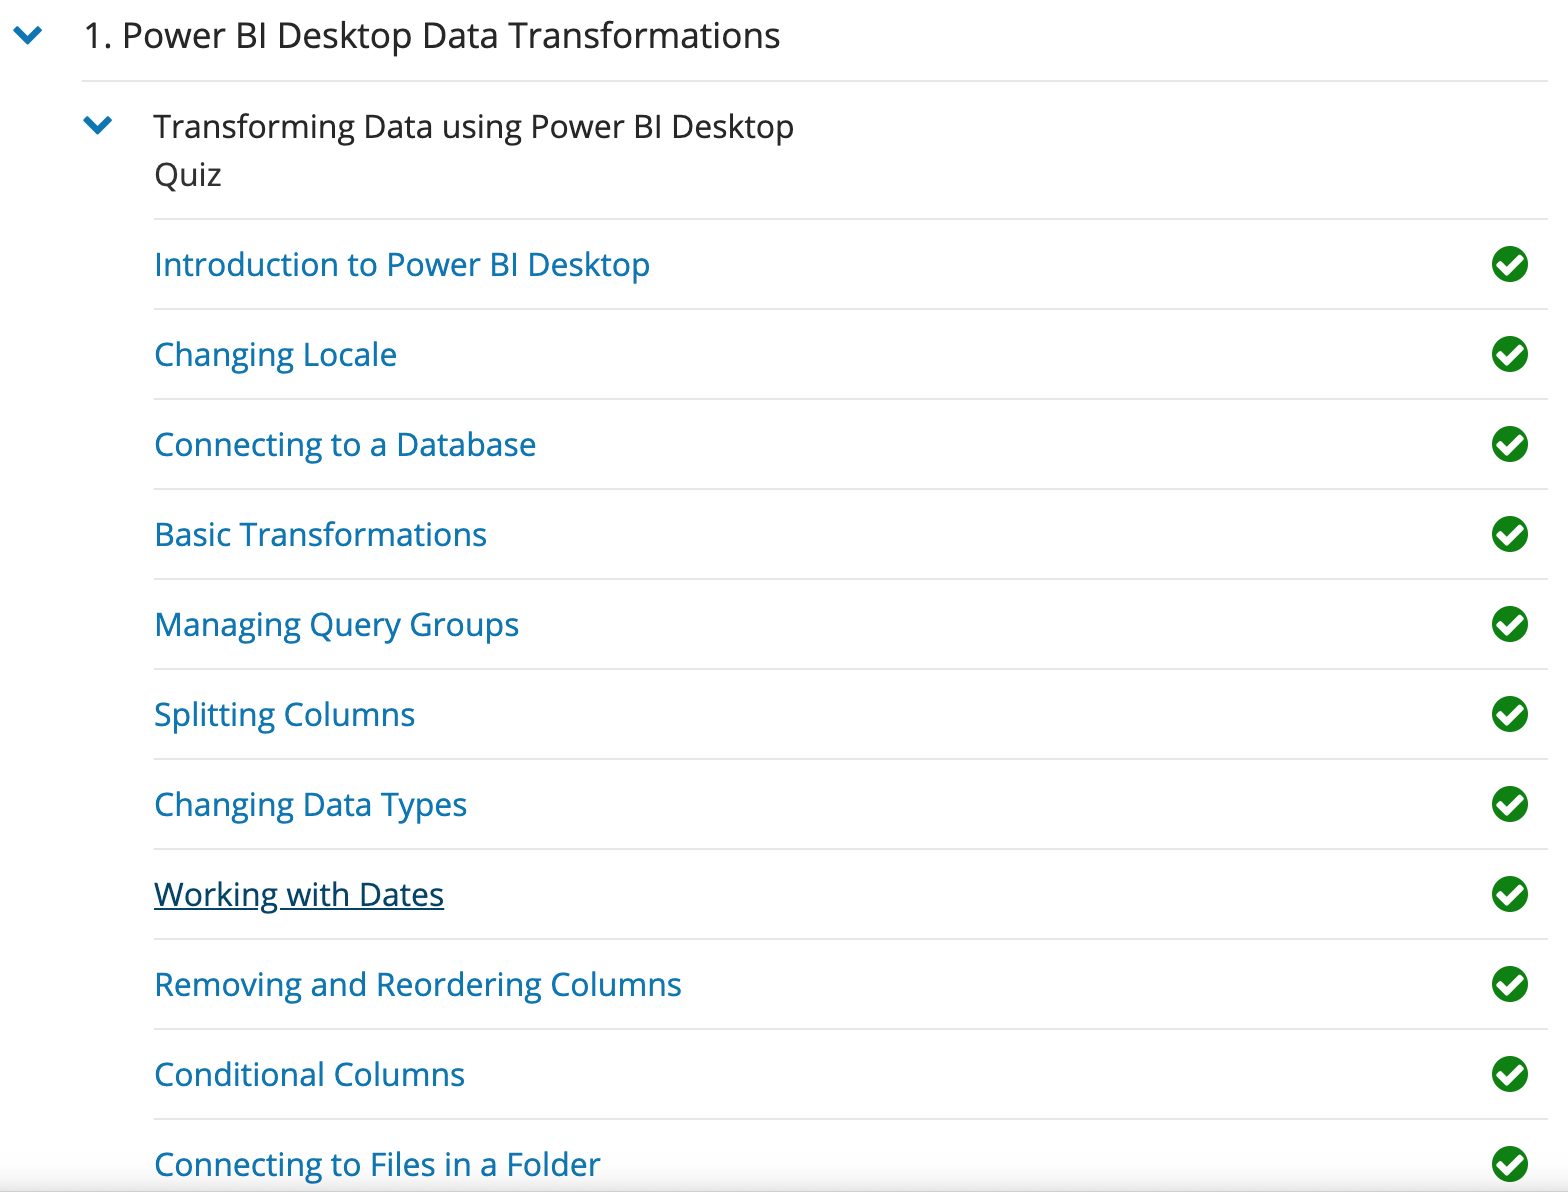 1. Power BI Desktop Data Transformations
Transforming Data using Power BI Desktop
Quiz
Introduction to Power BI Desktop
Changing Locale
Connecting to a Database
Basic Transformations
Managing Query Groups
Splitting Columns
Changing Data Types
Working with Dates
Removing and Reordering Columns
Conditional Columns
Connecting to Files in a Folder